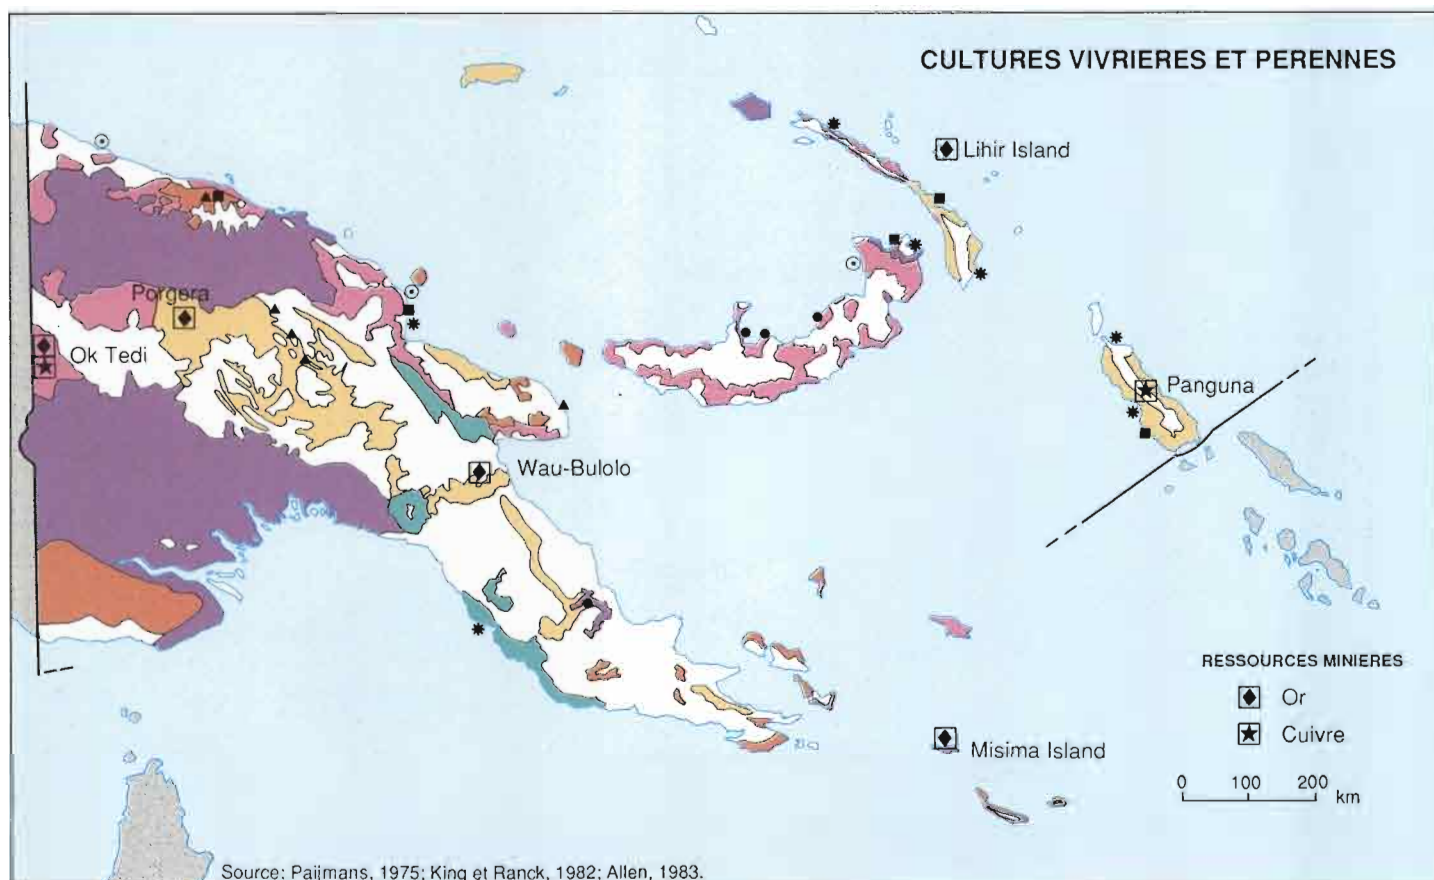 CULTURES VIVRIERES ET PERENNES
Lihir Island
Porgera
Ok Tedi
Panguna
Wau-Bulolo
RESSOURCES MINIERES
Or
Cuivre
Misima Island
0 100 200
km
Source: Paijmans, 1975; King et Ranck, 1982; Allen, 1983.